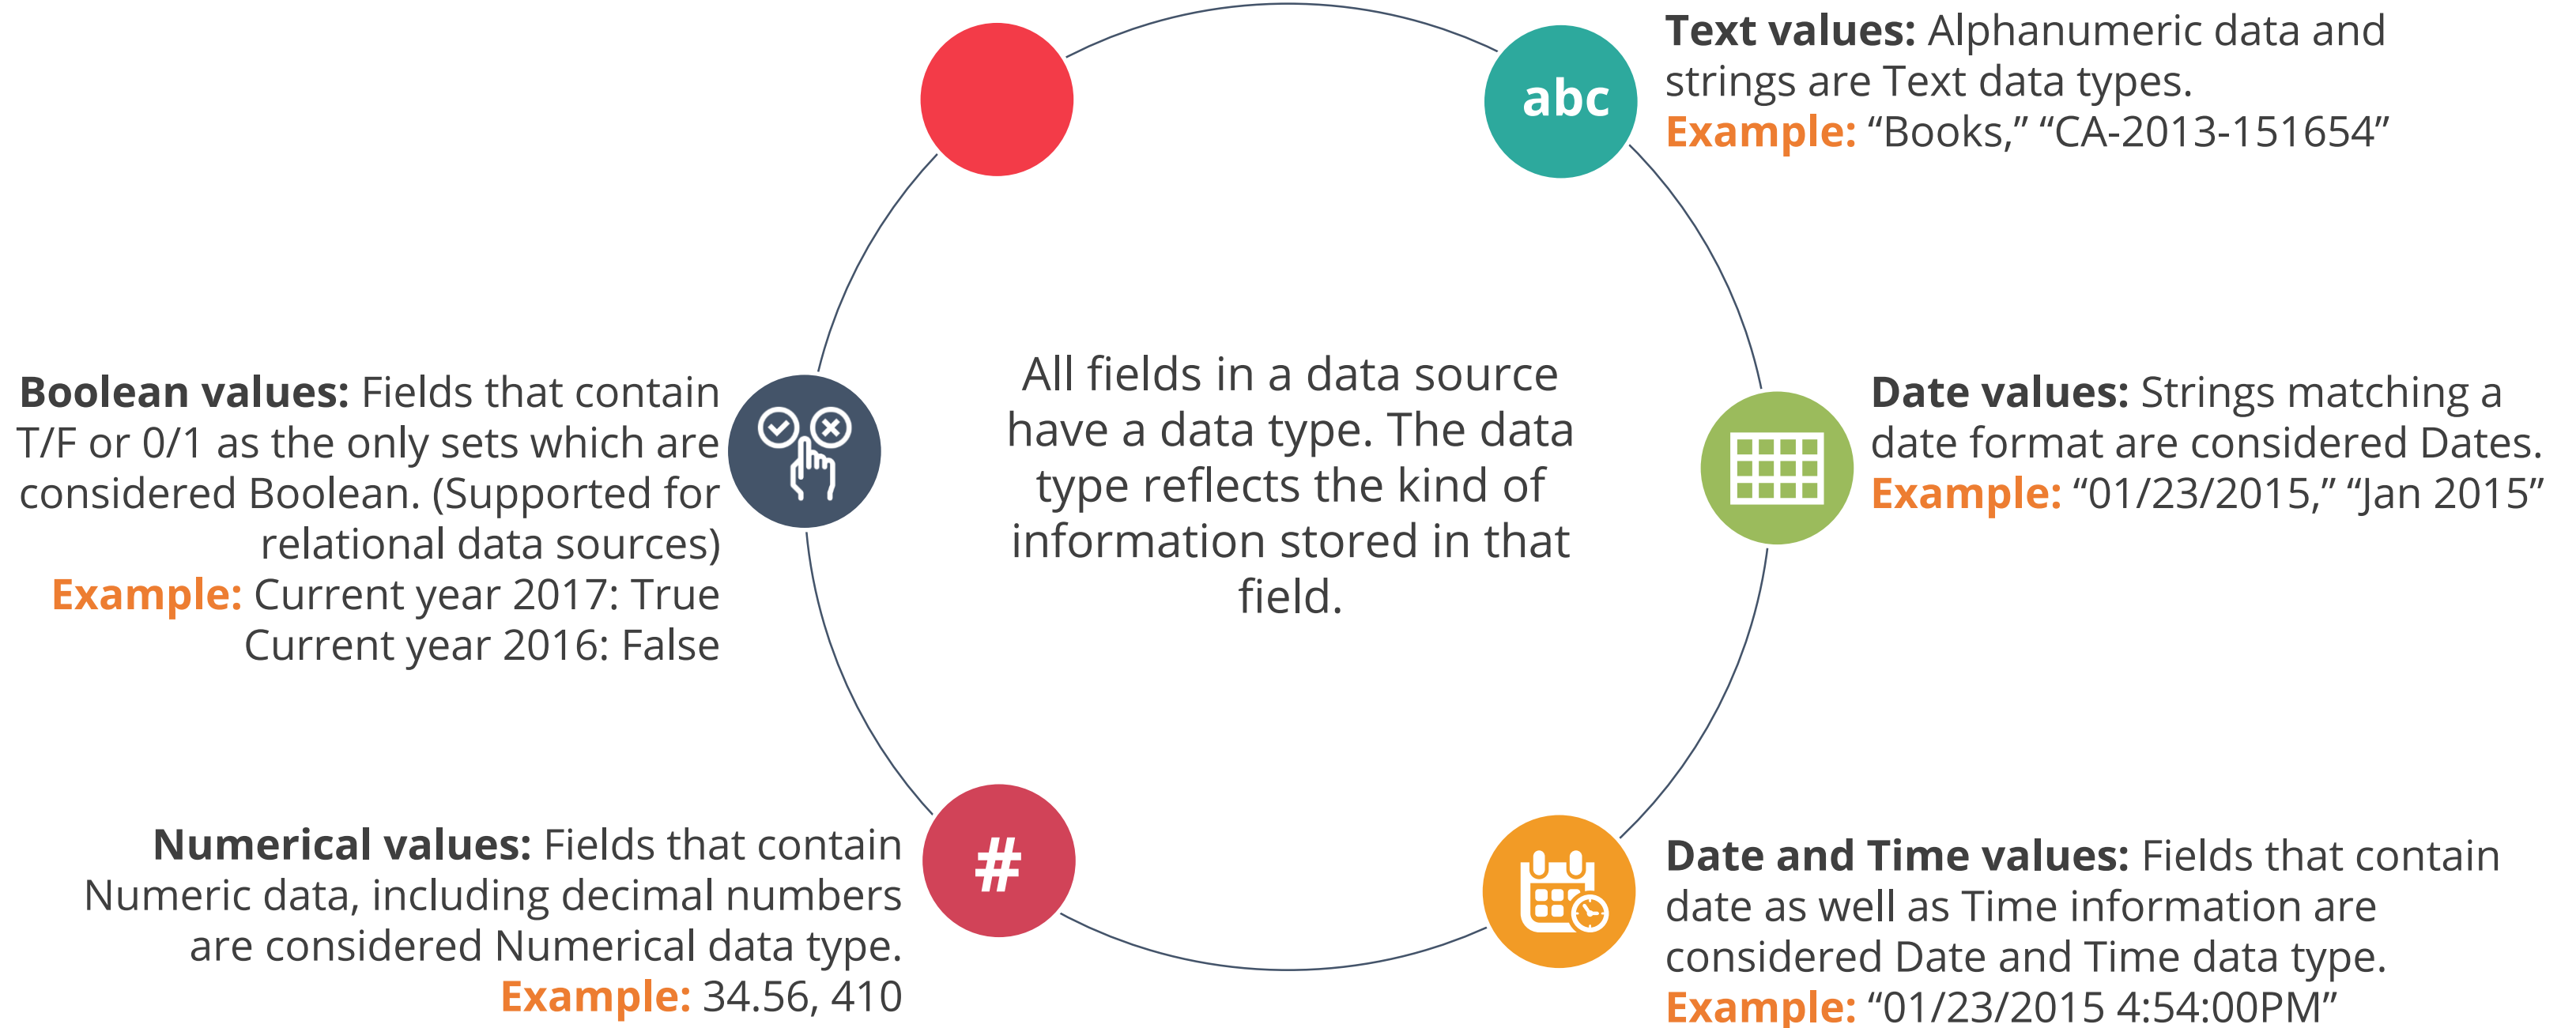 abc
Text values: Alphanumeric data and
strings are Text data types.
Example: “Books,” “CA-2013-151654”
Date values: Strings matching a
date format are considered Dates.
Example: “01/23/2015,” “Jan 2015”
Date and Time values: Fields that contain
date as well as Time information are
considered Date and Time data type.
Example: “01/23/2015 4:54:00PM”
#
Numerical values: Fields that contain
Numeric data, including decimal numbers
are considered Numerical data type.
Example: 34.56, 410
Boolean values: Fields that contain
T/F or 0/1 as the only sets which are
considered Boolean. (Supported for
relational data sources)
Example: Current year 2017: True
Current year 2016: False
All fields in a data source
have a data type. The data
type reflects the kind of
information stored in that
field.